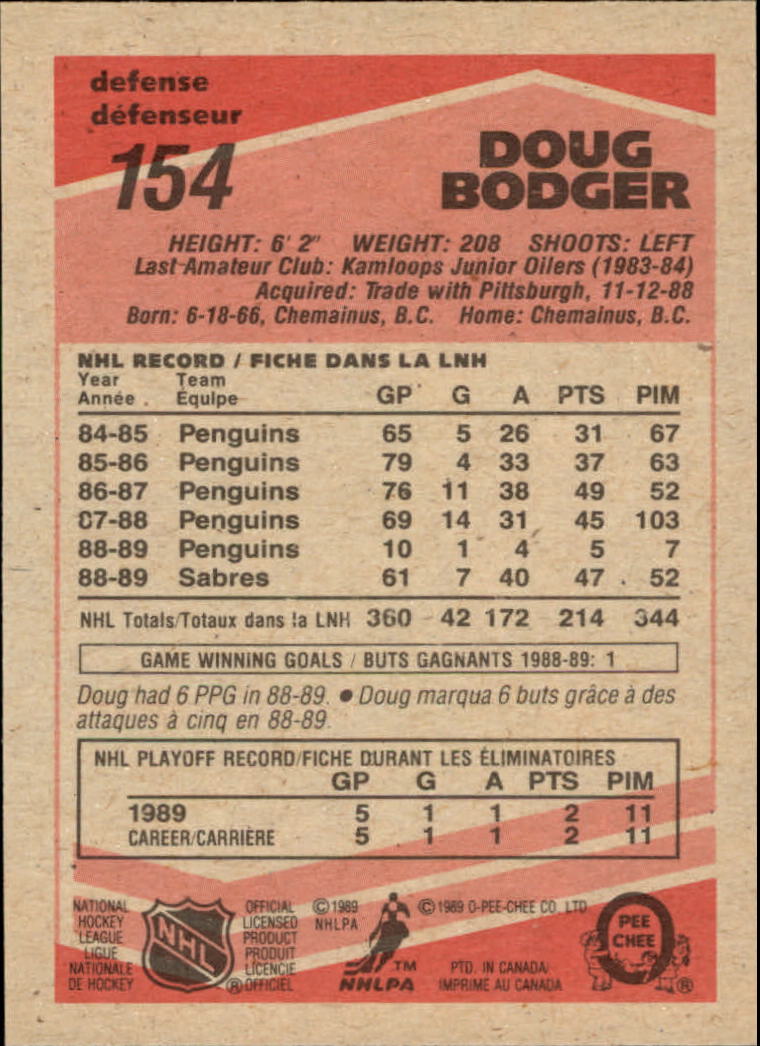 defense
défenseur
154
DOUG
BODGER
HEIGHT: 6' 2" WEIGHT: 208 SHOOTS: LEFT
Last Amateur Club: Kamloops Junior Oilers (1983-84)
Acquired: Trade with Pittsburgh, 11-12-88
Born: 6-18-66, Chemainus, B.C. Home: Chemainus, B.C.
NHL RECORD / FICHE DANS LA LNH
Year Team
Année Équipe GP G A PTS PIM
84-85 Penguins 65 5 26 31 67
85-86 Penguins 79 4 33 37 63
86-87 Penguins 76 11 38 49 52
87-88 Penguins 69 14 31 45 103
88-89 Penguins 10 1 4 5 7
88-89 Sabres 61 7 40 47 52
NHL Totals/Totaux dans la LNH 360 42 172 214 344
GAME WINNING GOALS / BUTS GAGNANTS 1988-89: 1
Doug had 6 PPG in 88-89. ● Doug marqua 6 buts grâce à des
attaques à cinq en 88-89.
NHL PLAYOFF RECORD/FICHE DURANT LES ÉLIMINATOIRES
GP G A PTS PIM
1989 5 1 1 2 11
CAREER/CARRIÈRE 5 1 1 2 11
NATIONAL
HOCKEY
LEAGUE
LIGUE
NATIONALE
DE HOCKEY
NHL
OFFICIAL
LICENSED
PRODUCT
PRODUIT
LICENCIÉ
® OFFICIEL
© 1989
NHLPA
TM
NHLPA
© 1989 O-PEE-CHEE CO. LTD
PTD. IN CANADA/
IMPRIMÉ AU CANADA
O
PEE
CHEE
®